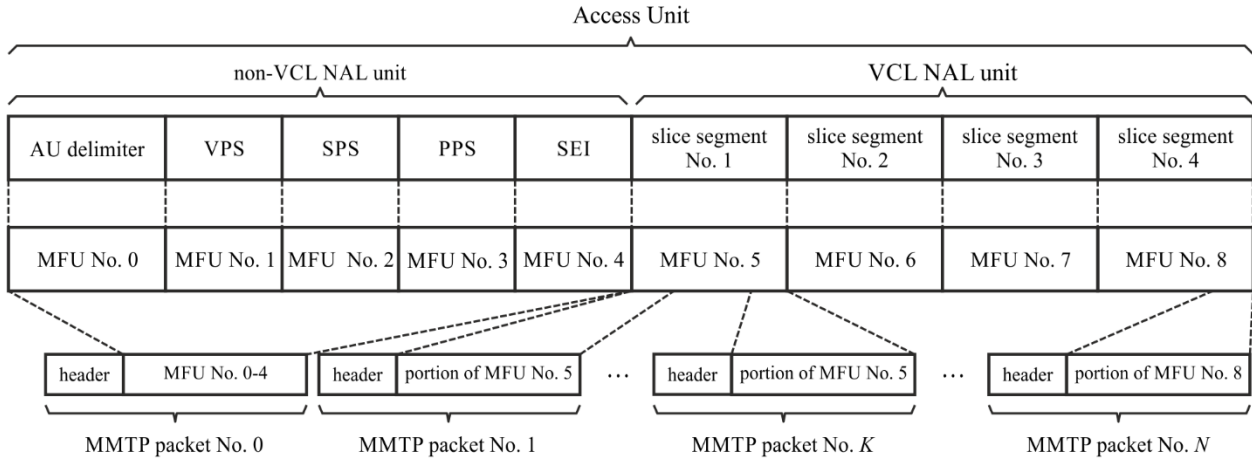 Access Unit
non-VCL NAL unit
VCL NAL unit
AU delimiter
VPS
SPS
PPS
SEI
slice segment
No. 1
slice segment
No. 2
slice segment
No. 3
slice segment
No. 4
MFU No. 0
MFU No. 1
MFU No. 2
MFU No. 3
MFU No. 4
MFU No. 5
MFU No. 6
MFU No. 7
MFU No. 8
header
MFU No. 0-4
header
portion of MFU No. 5
...
header
portion of MFU No. 5
...
header
portion of MFU No. 8
MMTP packet No. 0
MMTP packet No. 1
MMTP packet No. K
MMTP packet No. N